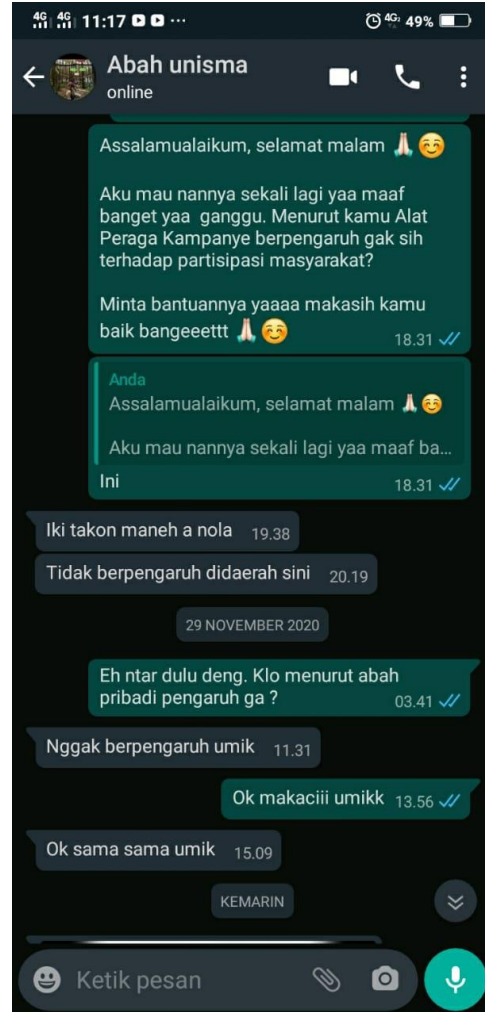 4G 4G 11:17 ...
4G 49%
Abah unisma
online
Assalamualaikum, selamat malam 🙏🏻 ☺️
Aku mau nannya sekali lagi yaa maaf
banget yaa  ganggu. Menurut kamu Alat
Peraga Kampanye berpengaruh gak sih
terhadap partisipasi masyarakat?
Minta bantuannya yaaaa makasih kamu
baik bangeeettt 🙏🏻 ☺️
18.31
Anda
Assalamualaikum, selamat malam 🙏🏻 ☺️
Aku mau nannya sekali lagi yaa maaf ba...
Ini
18.31
Iki takon maneh a nola 19.38
Tidak berpengaruh didaerah sini 20.19
29 NOVEMBER 2020
Eh ntar dulu deng. Klo menurut abah
pribadi pengaruh ga ?
03.41
Nggak berpengaruh umik 11.31
Ok makaciii umikk 13.56
Ok sama sama umik 15.09
KEMARIN
Ketik pesan